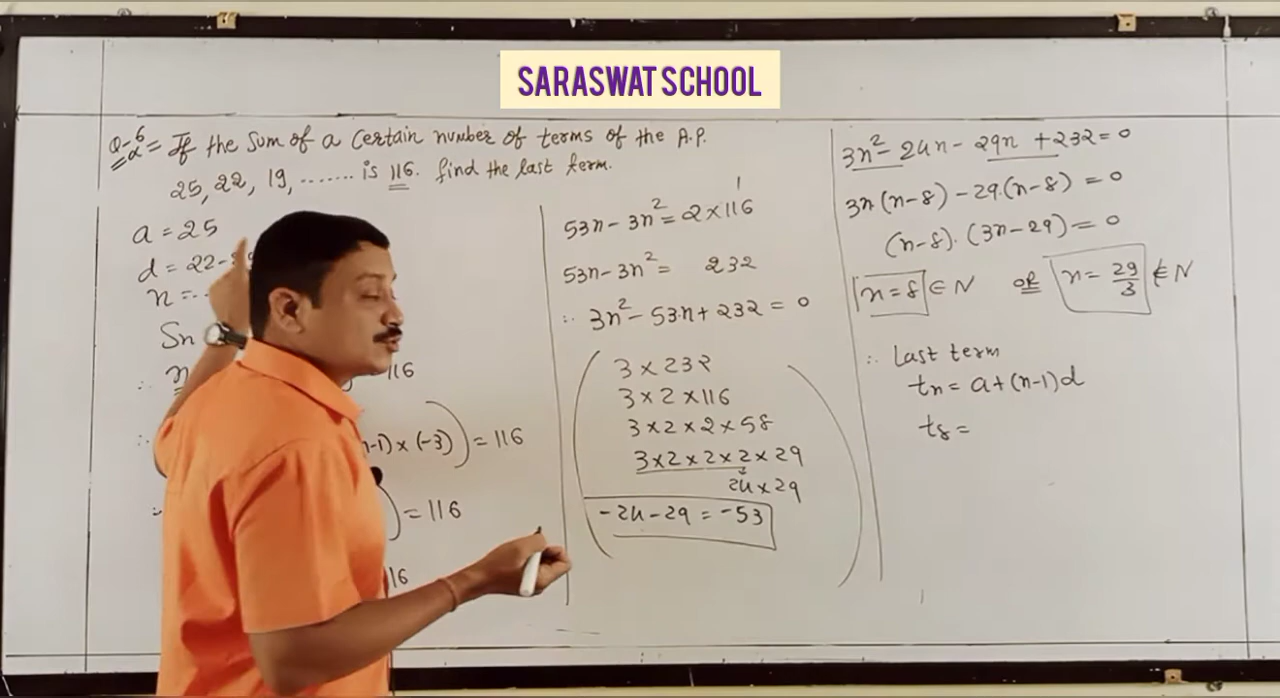 SARASWAT SCHOOL
Q-6 = If the sum of a certain number of terms of the A.P.
25, 22, 19, ........ is 116. find the last term.
a = 25
d = 22-
n = ..
Sn
∴ n 116
n-1) × (-3)) = 116
∴ ) = 116
116
53n - 3n² = 2 × 116
53n - 3n² = 232
∴ 3n² - 53n + 232 = 0
3 × 232
3 × 2 × 116
3 × 2 × 2 × 58
3 × 2 × 2 × 2 × 29
24 × 29
-24 - 29 = -53
3n² - 24n - 29n + 232 = 0
3n (n-8) - 29.(n-8) = 0
(n-8). (3n-29) = 0
n = 8 ∈ N OR n = 29/3 ∉ N
∴ Last term
tn = a + (n-1)d
t8 =